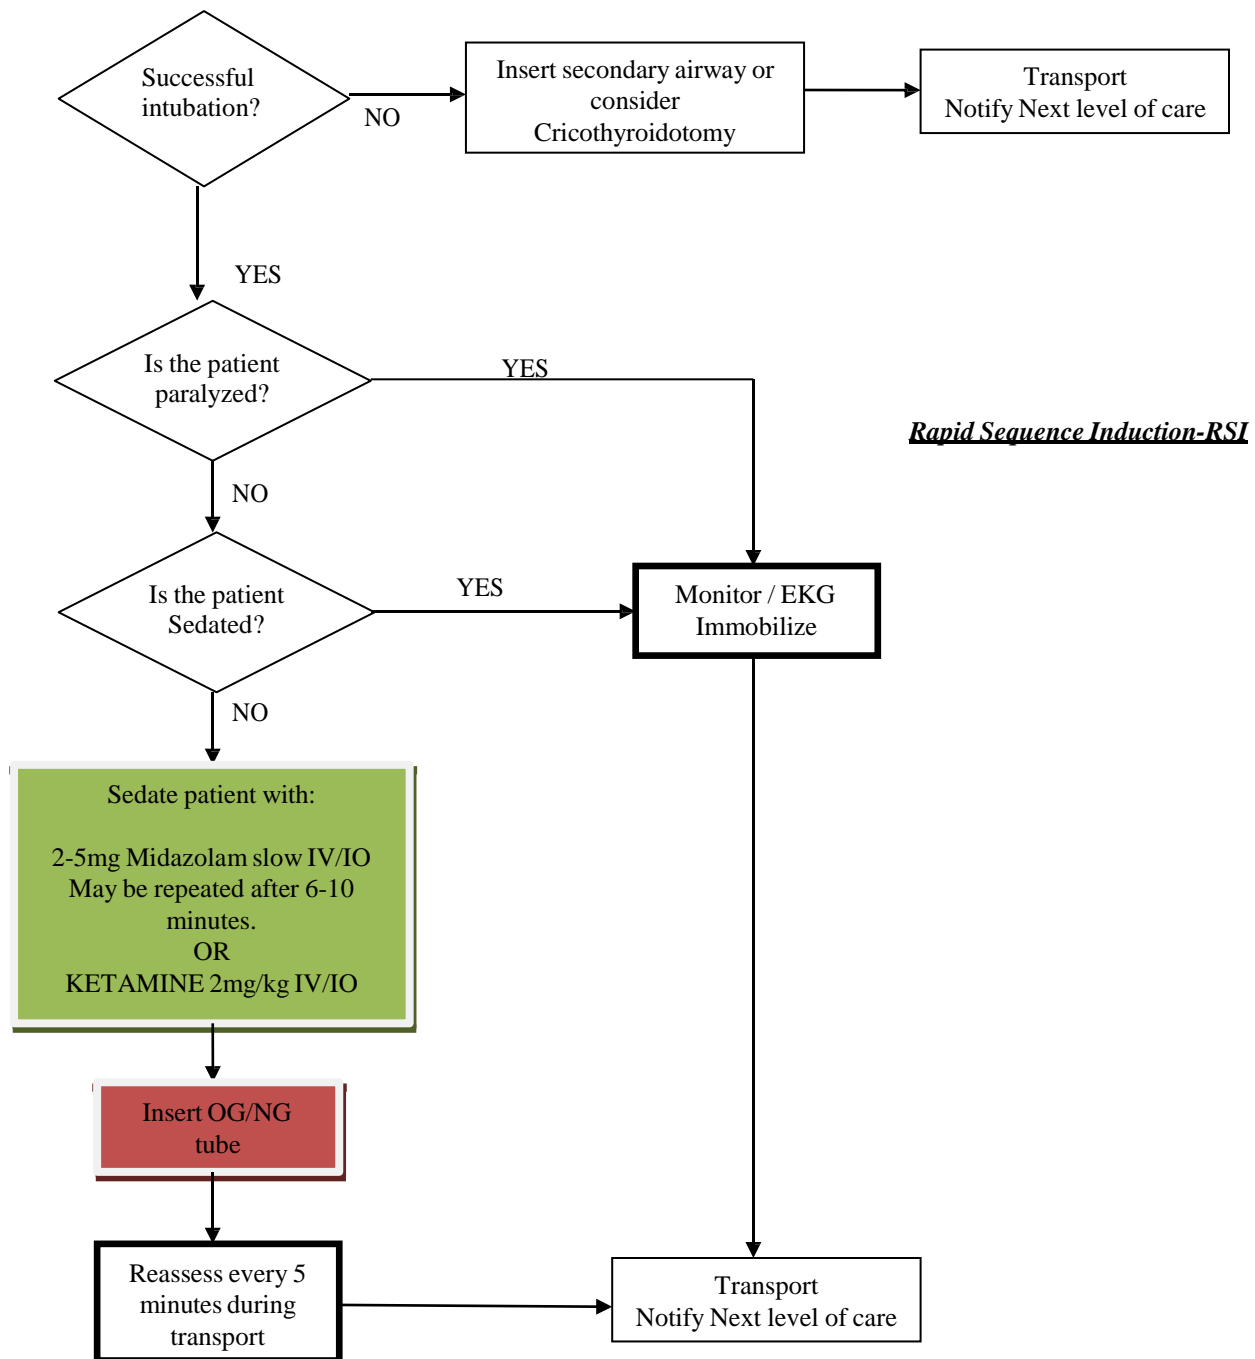 Successful
intubation?
NO
Insert secondary airway or
consider
Cricothyroidotomy
Transport
Notify Next level of care
YES
Is the patient
paralyzed?
YES
Rapid Sequence Induction-RSI
NO
Is the patient
Sedated?
YES
Monitor / EKG
Immobilize
NO
Sedate patient with:
2-5mg Midazolam slow IV/IO
May be repeated after 6-10
minutes.
OR
KETAMINE 2mg/kg IV/IO
Insert OG/NG
tube
Reassess every 5
minutes during
transport
Transport
Notify Next level of care